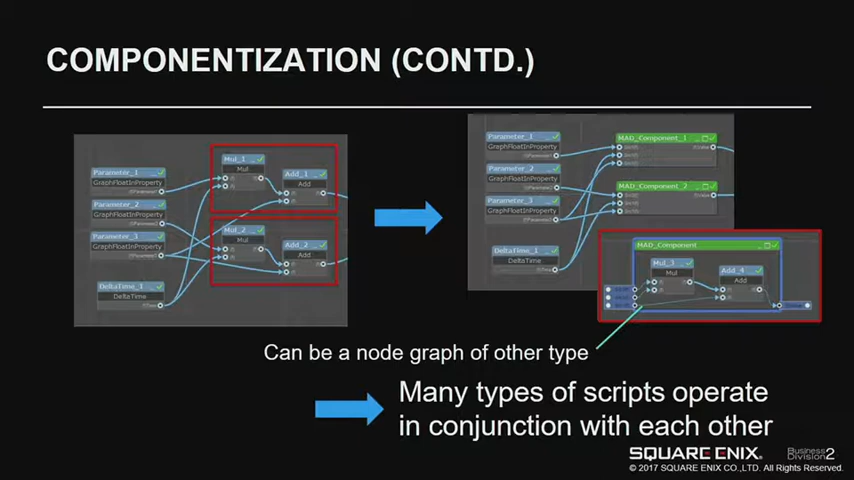 COMPONENTIZATION (CONTD.)
Parameter_1
GraphFloatInProperty
Parameter_2
GraphFloatInProperty
Parameter_1
GraphFloatInProperty
DeltaTime_1
DeltaTime
Mul_1
Mul
Add_1
Add
Mul_2
Mul
Add_2
Add
Parameter_1
GraphFloatInProperty
Parameter_2
GraphFloatInProperty
Parameter_3
GraphFloatInProperty
DeltaTime_1
DeltaTime
MAD_Component_1
MAD_Component_2
MAD_Component
Mul_3
Mul
Add_4
Add
Can be a node graph of other type
Many types of scripts operate
in conjunction with each other
SQUARE ENIX.
Business
Division2
© 2017 SQUARE ENIX CO.,LTD. All Rights Reserved.